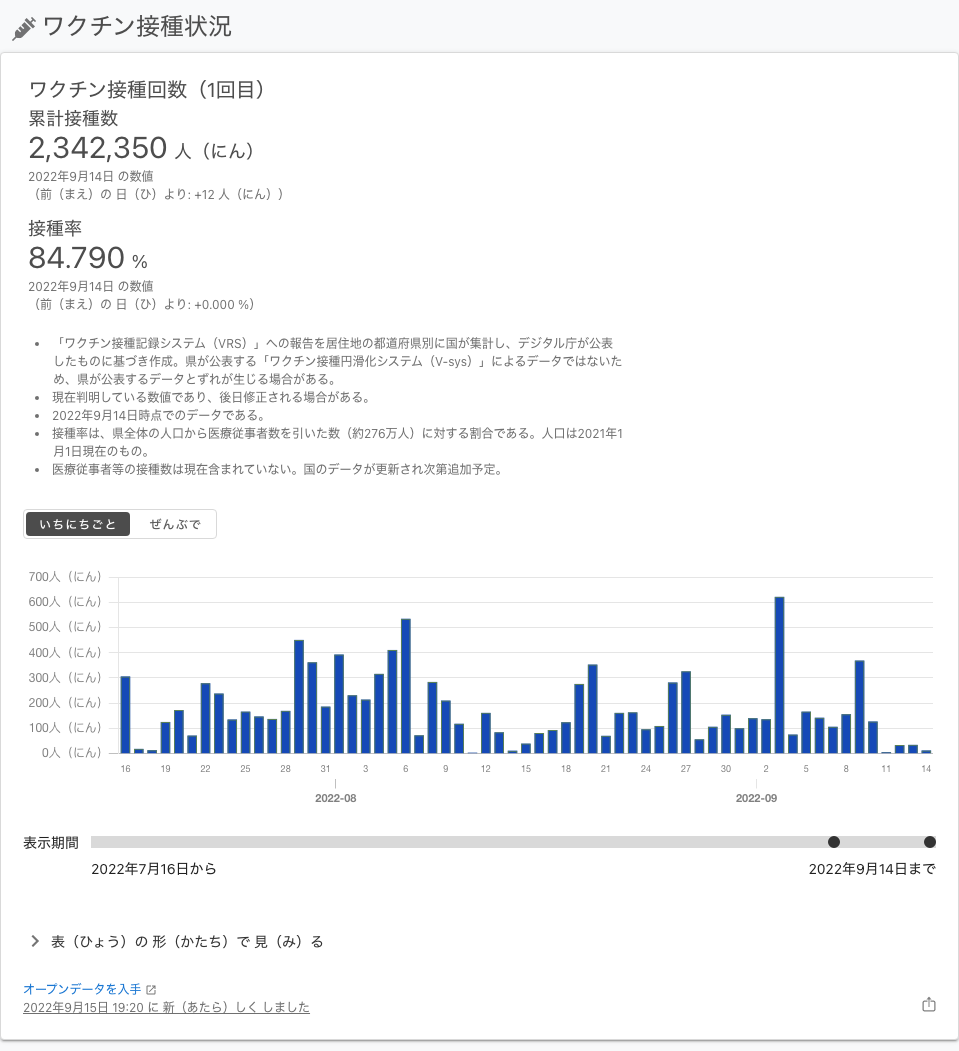 ワクチン接種状況
ワクチン接種回数（1回目）
累計接種数
2,342,350 人（にん）
2022年9月14日 の数値
（前（まえ）の 日（ひ）より: +12 人（にん））
接種率
84.790 %
2022年9月14日 の数値
（前（まえ）の 日（ひ）より: +0.000 %）
• 「ワクチン接種記録システム（VRS）」への報告を居住地の都道府県別に国が集計し、デジタル庁が公表
したものに基づき作成。県が公表する「ワクチン接種円滑化システム（V-sys）」によるデータではないた
め、県が公表するデータとずれが生じる場合がある。
• 現在判明している数値であり、後日修正される場合がある。
• 2022年9月14日時点でのデータである。
• 接種率は、県全体の人口から医療従事者数を引いた数（約276万人）に対する割合である。人口は2021年1
月1日現在のもの。
• 医療従事者等の接種数は現在含まれていない。国のデータが更新され次第追加予定。
いちにちごと ぜんぶで
700人（にん）
600人（にん）
500人（にん）
400人（にん）
300人（にん）
200人（にん）
100人（にん）
0人（にん）
16 19 22 25 28 31 3 6 9 12 15 18 21 24 27 30 2 5 8 11 14
2022-08 2022-09
表示期間
2022年7月16日から 2022年9月14日まで
表（ひょう）の 形（かたち）で 見（み）る
オープンデータを入手
2022年9月15日 19:20 に 新（あたら）しく しました